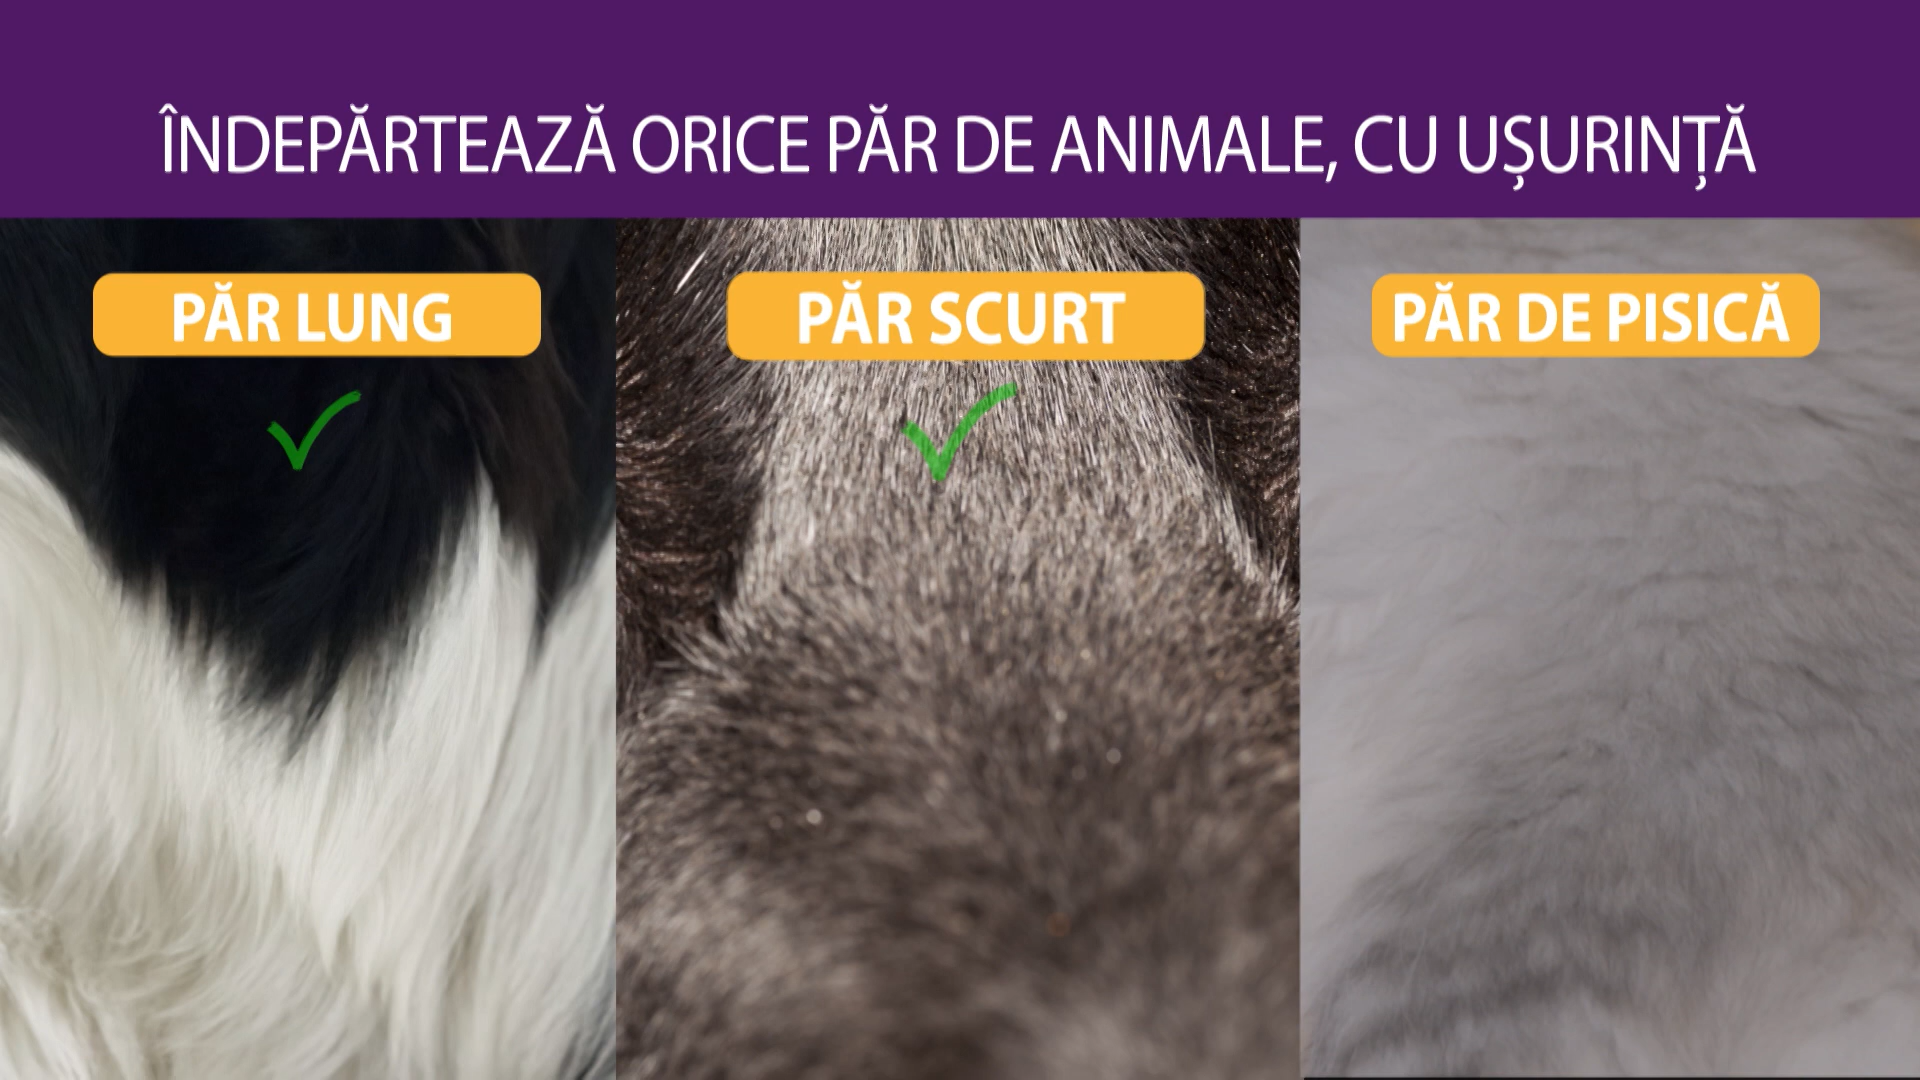 ÎNDEPĂRTEAZĂ ORICE PĂR DE ANIMALE, CU UȘURINȚĂ
PĂR LUNG
PĂR SCURT
PĂR DE PISICĂ